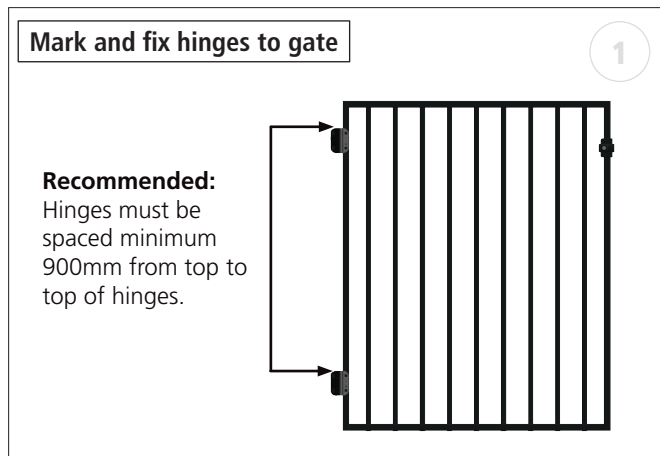 Mark and fix hinges to gate
1
Recommended:
Hinges must be
spaced minimum
900mm from top to
top of hinges.